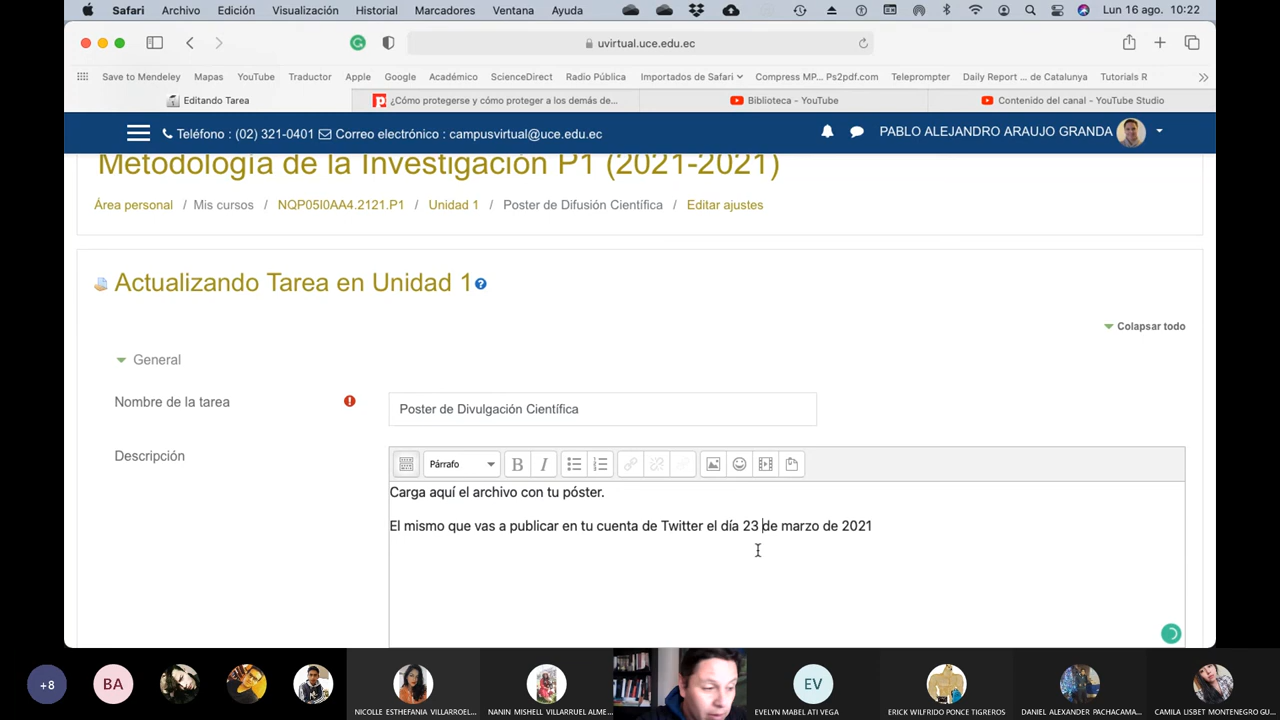 Safari Archivo Edición Visualización Historial Marcadores Ventana Ayuda Lun 16 ago. 10:22
uvirtual.uce.edu.ec
Save to Mendeley Mapas YouTube Traductor Apple Google Académico ScienceDirect Radio Pública Importados de Safari Compress MP... Ps2pdf.com Teleprompter Daily Report ... de Catalunya Tutorials R
Editando Tarea ¿Cómo protegerse y cómo proteger a los demás de... Biblioteca - YouTube Contenido del canal - YouTube Studio
Teléfono : (02) 321-0401 Correo electrónico : campusvirtual@uce.edu.ec PABLO ALEJANDRO ARAUJO GRANDA
Metodología de la Investigación P1 (2021-2021)
Área personal / Mis cursos / NQP05I0AA4.2121.P1 / Unidad 1 / Poster de Difusión Científica / Editar ajustes
Actualizando Tarea en Unidad 1
Colapsar todo
General
Nombre de la tarea
Poster de Divulgación Científica
Descripción
Párrafo B I
Carga aquí el archivo con tu póster.
El mismo que vas a publicar en tu cuenta de Twitter el día 23 de marzo de 2021
+8 BA EV
NICOLLE ESTHEFANIA VILLARROEL... NANIN MISHELL VILLARRUEL ALME... EVELYN MABEL ATI VEGA ERICK WILFRIDO PONCE TIGREROS DANIEL ALEXANDER PACHACAMA... CAMILA LISBET MONTENEGRO GU...